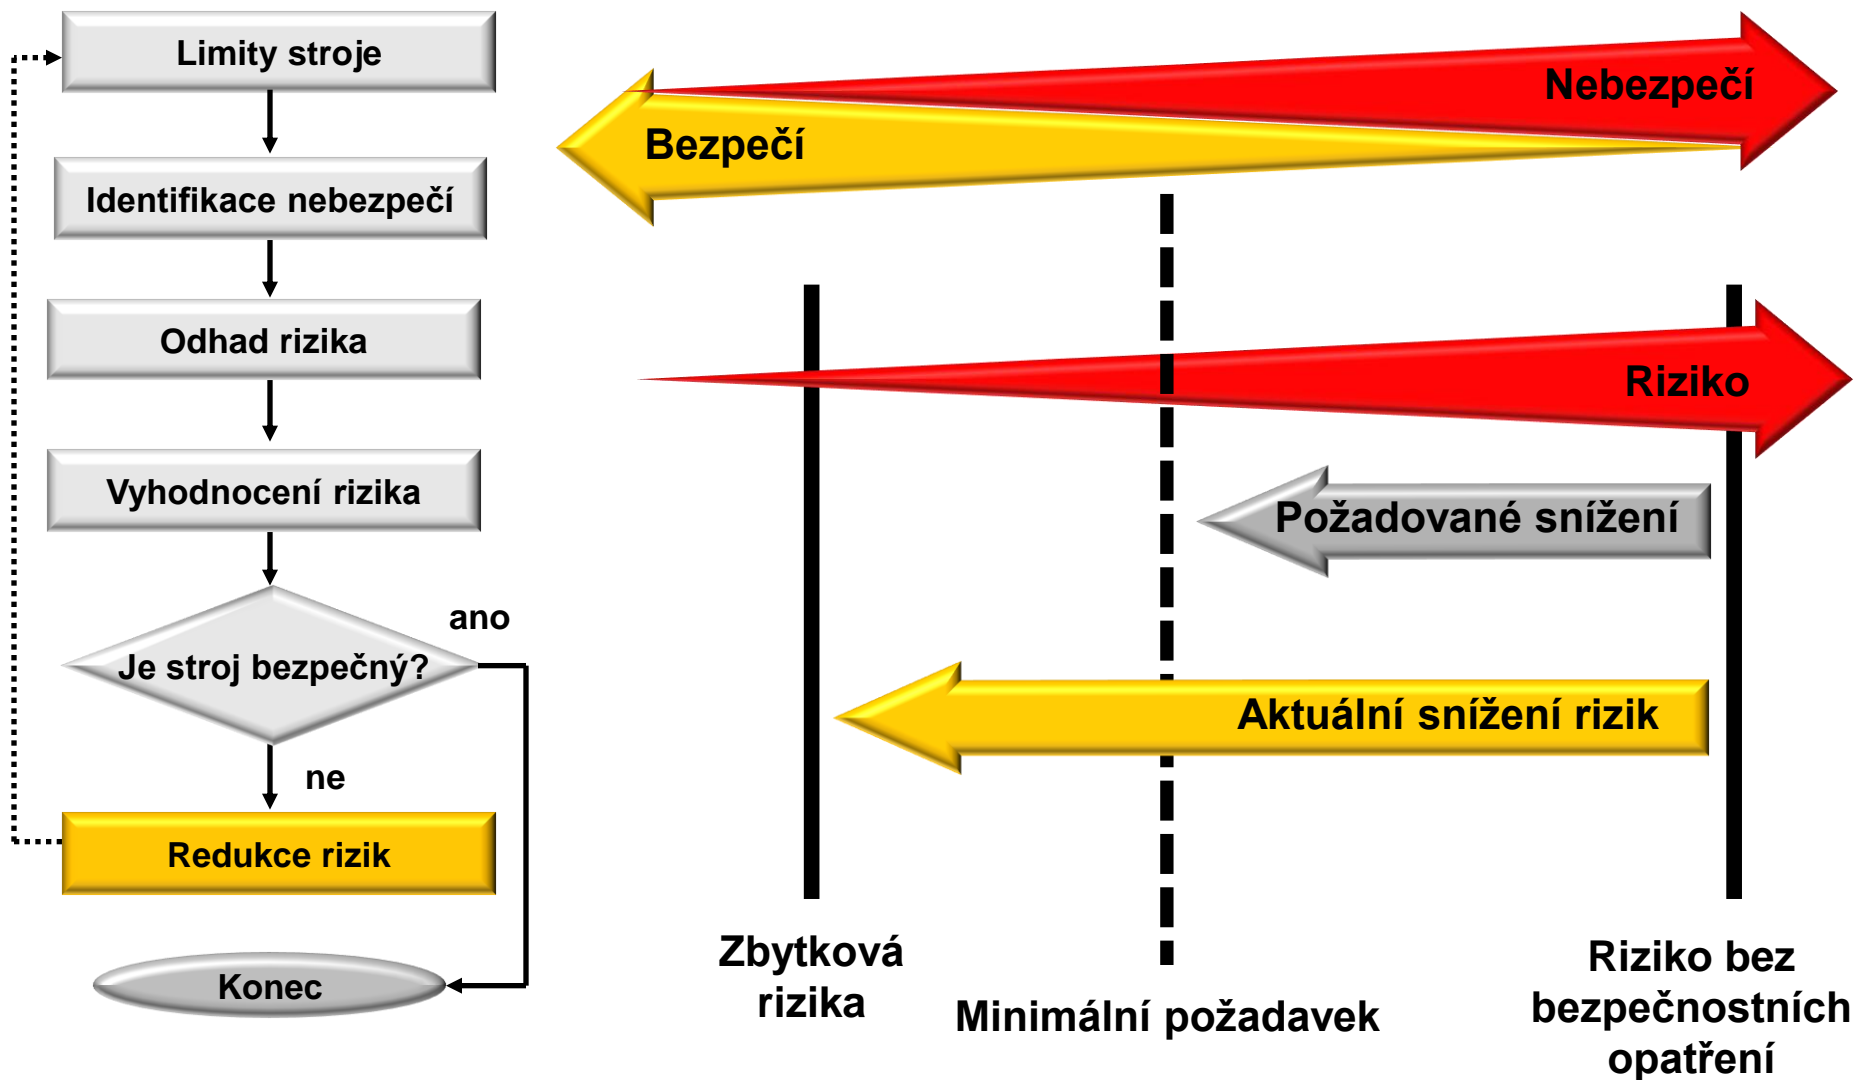 Limity stroje
Identifikace nebezpečí
Odhad rizika
Vyhodnocení rizika
ano
Je stroj bezpečný?
ne
Redukce rizik
Konec
Nebezpečí
Bezpečí
Riziko
Požadované snížení
Aktuální snížení rizik
Zbytková
rizika
Minimální požadavek
Riziko bez
bezpečnostních
opatření